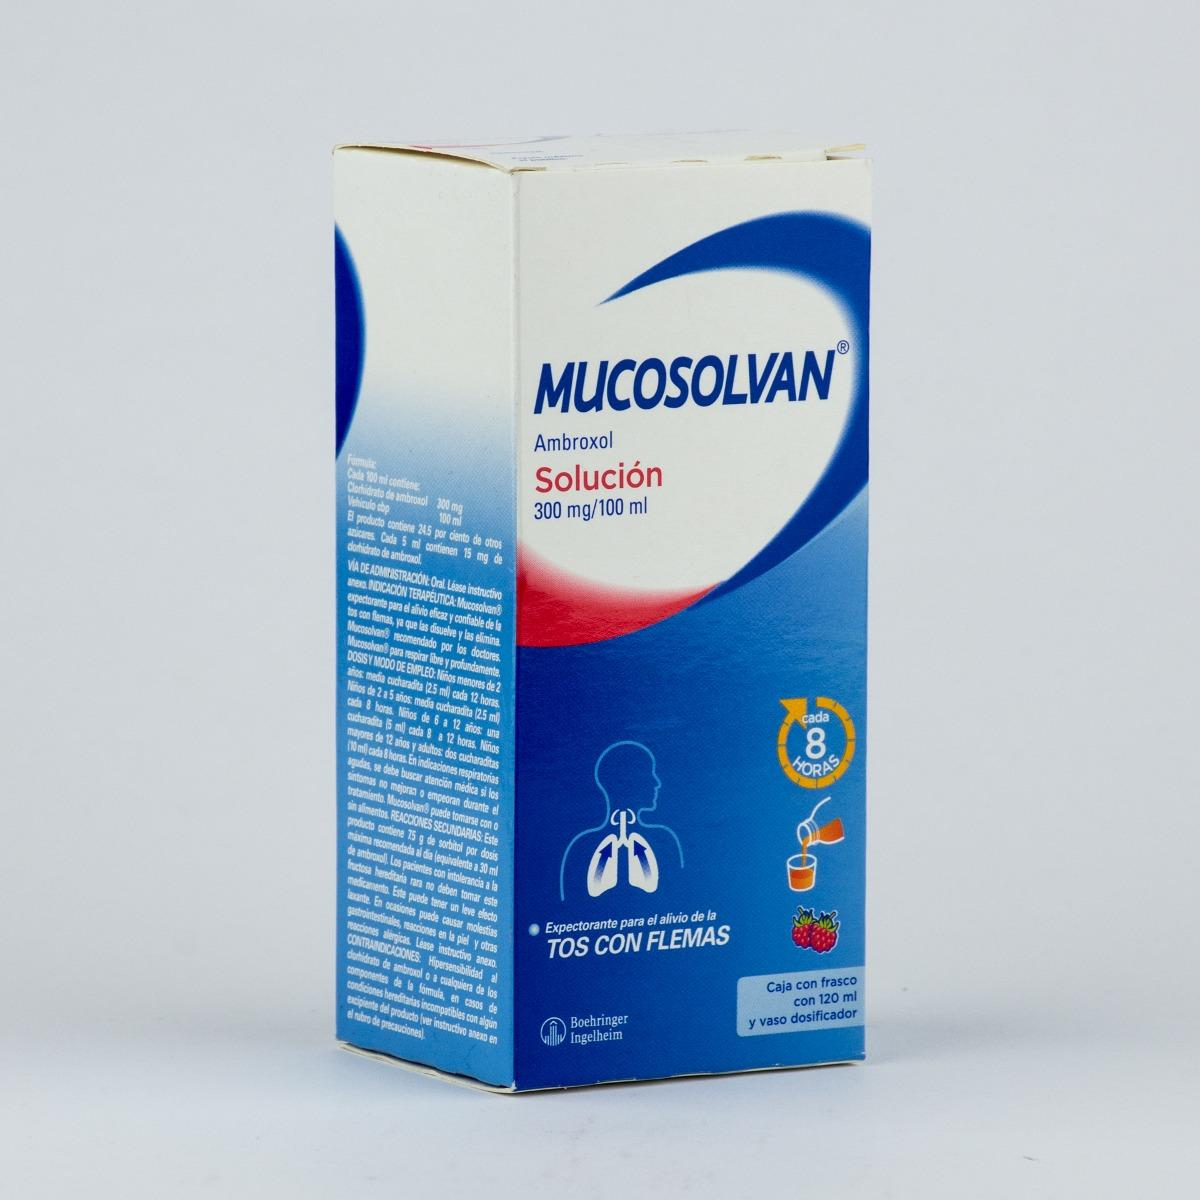 Fórmula:
Cada 100 ml contiene:
Clorhidrato de ambroxol 300 mg
Vehículo cbp 100 ml
El producto contiene 24.5 por ciento de otros
azúcares. Cada 5 ml contienen 15 mg de
clorhidrato de ambroxol.
VÍA DE ADMINISTRACIÓN: Oral. Léase instructivo
anexo. INDICACIÓN TERAPÉUTICA: Mucosolvan®
expectorante para el alivio eficaz y confiable de la
tos con flemas, ya que las disuelve y las elimina.
Mucosolvan® recomendado por los doctores.
Mucosolvan® para respirar libre y profundamente.
DOSIS Y MODO DE EMPLEO: Niños menores de 2
años: media cucharadita (2.5 ml) cada 12 horas.
Niños de 2 a 5 años: media cucharadita (2.5 ml)
cada 8 horas. Niños de 6 a 12 años: una
cucharadita (5 ml) cada 8 a 12 horas. Niños
mayores de 12 años y adultos: dos cucharaditas
(10 ml) cada 8 horas. En indicaciones respiratorias
agudas, se debe buscar atención médica si los
síntomas no mejoran o empeoran durante el
tratamiento. Mucosolvan® puede tomarse con o
sin alimentos. REACCIONES SECUNDARIAS: Este
producto contiene 7.5 g de sorbitol por dosis
máxima recomendada al día (equivalente a 30 ml
de ambroxol). Los pacientes con intolerancia a la
fructosa hereditaria rara no deben tomar este
medicamento. Este puede tener un leve efecto
laxante. En ocasiones puede causar molestias
gastrointestinales, reacciones en la piel y otras
reacciones alérgicas. Léase instructivo anexo.
CONTRAINDICACIONES: Hipersensibilidad al
clorhidrato de ambroxol o a cualquiera de los
componentes de la fórmula, en casos de
condiciones hereditarias incompatibles con algún
excipiente del producto (ver instructivo anexo en
el rubro de precauciones).
MUCOSOLVAN®
Ambroxol
Solución
300 mg/100 ml
cada
8
HORAS
Expectorante para el alivio de la
TOS CON FLEMAS
Caja con frasco
con 120 ml
y vaso dosificador
Boehringer
Ingelheim